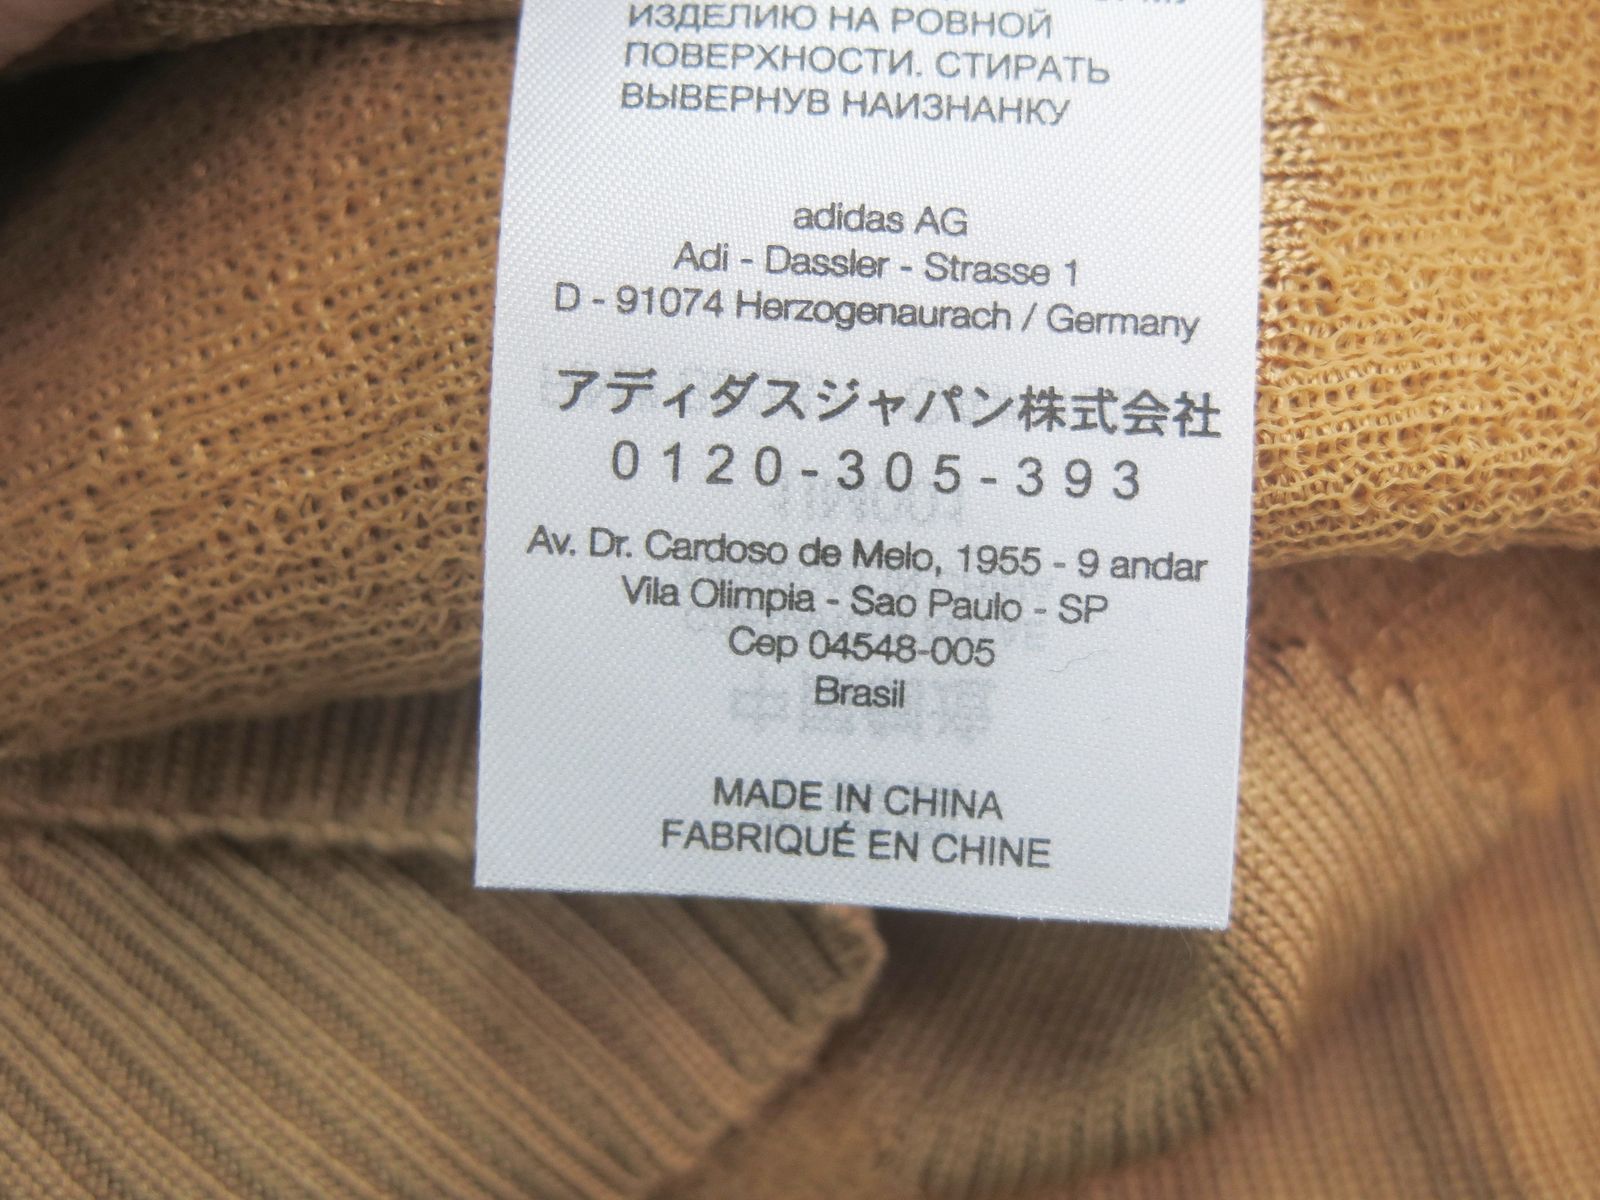 ИЗДЕЛИЮ НА РОВНОЙ
ПОВЕРХНОСТИ. СТИРАТЬ
ВЫВЕРНУВ НАИЗНАНКУ
adidas AG
Adi - Dassler - Strasse 1
D - 91074 Herzogenaurach / Germany
アディダスジャパン株式会社
0120-305-393
Av. Dr. Cardoso de Melo, 1955 - 9 andar
Vila Olimpia - Sao Paulo - SP
Cep 04548-005
Brasil
MADE IN CHINA
FABRIQUÉ EN CHINE